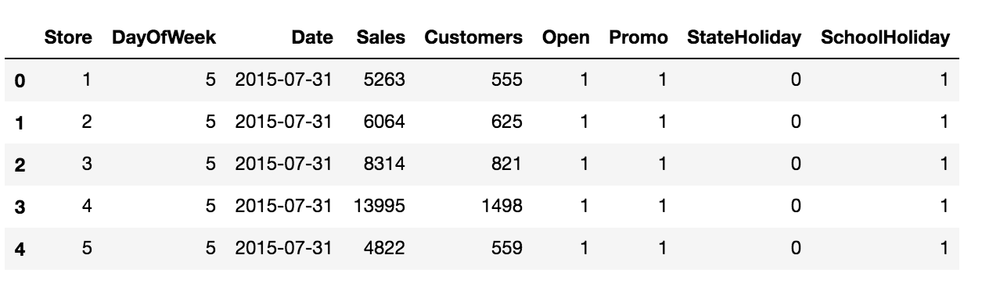 Store DayOfWeek Date Sales Customers Open Promo StateHoliday SchoolHoliday
0 1 5 2015-07-31 5263 555 1 1 0 1
1 2 5 2015-07-31 6064 625 1 1 0 1
2 3 5 2015-07-31 8314 821 1 1 0 1
3 4 5 2015-07-31 13995 1498 1 1 0 1
4 5 5 2015-07-31 4822 559 1 1 0 1